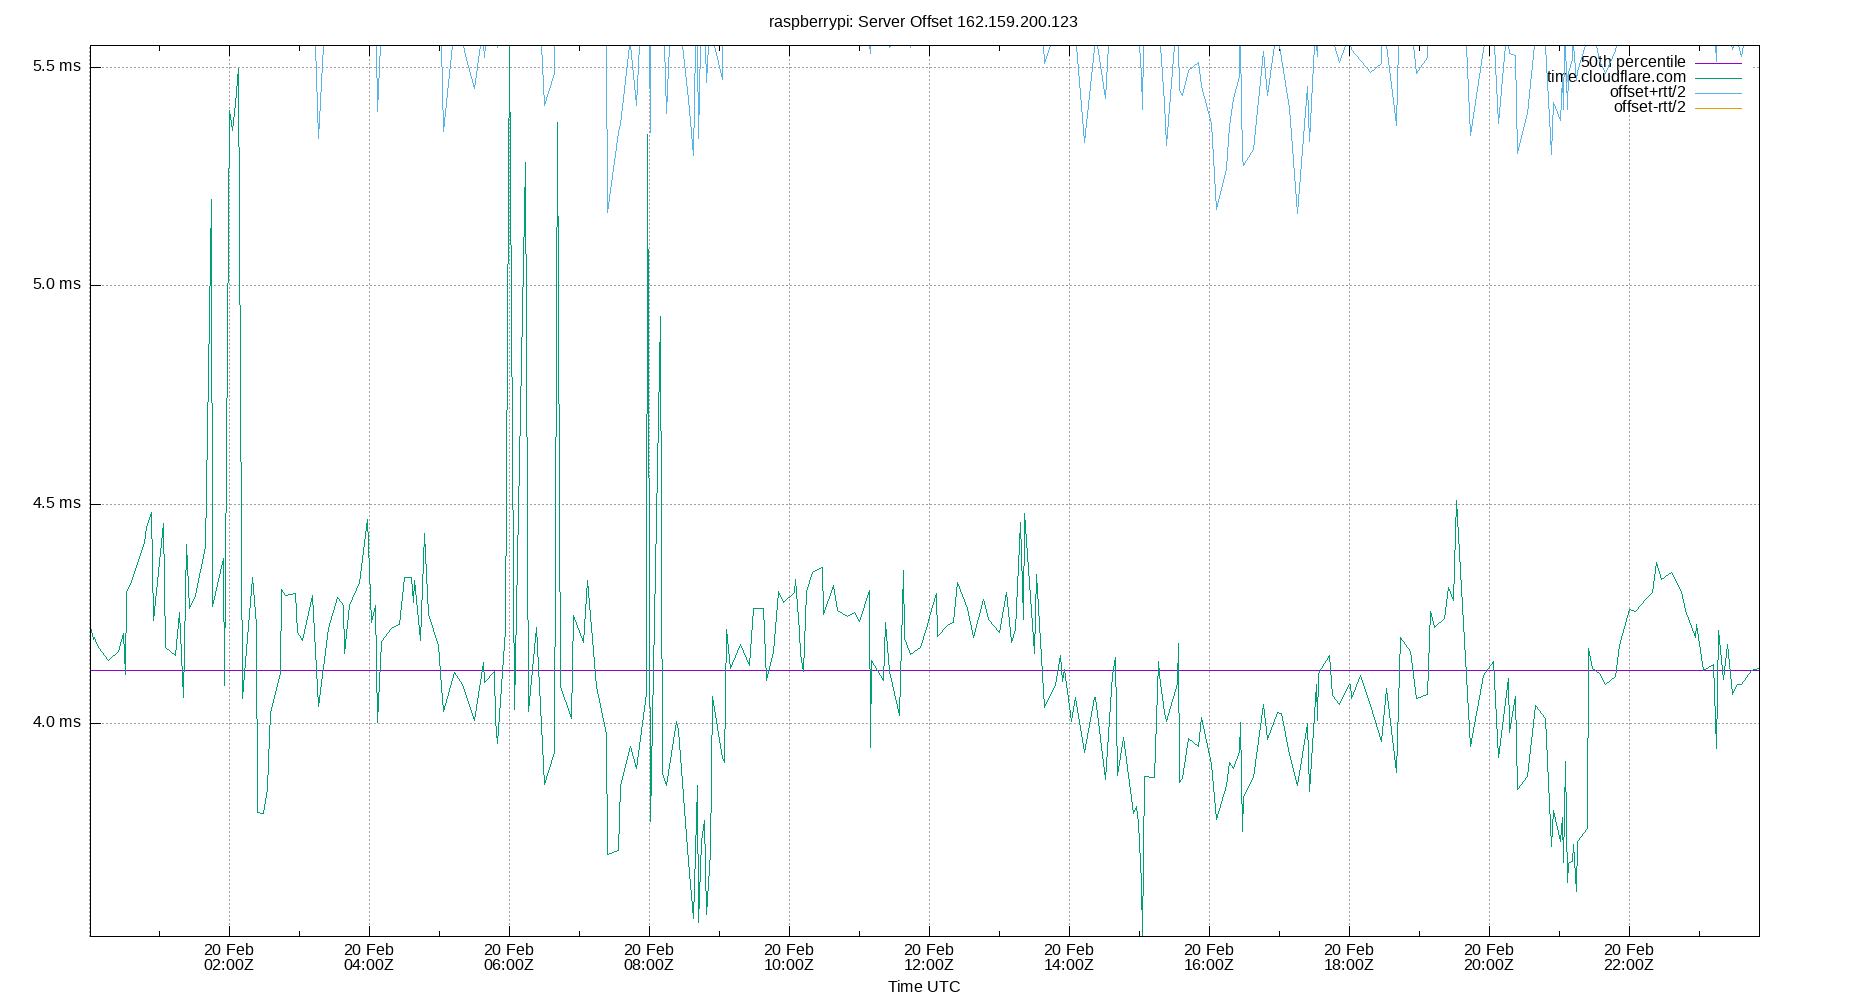 raspberrypi: Server Offset 162.159.200.123
5.5 ms
5.0 ms
4.5 ms
4.0 ms
50th percentile
time.cloudflare.com
offset+rtt/2
offset-rtt/2
20 Feb 20 Feb 20 Feb 20 Feb 20 Feb 20 Feb 20 Feb 20 Feb 20 Feb 20 Feb 20 Feb
02:00Z 04:00Z 06:00Z 08:00Z 10:00Z 12:00Z 14:00Z 16:00Z 18:00Z 20:00Z 22:00Z
Time UTC